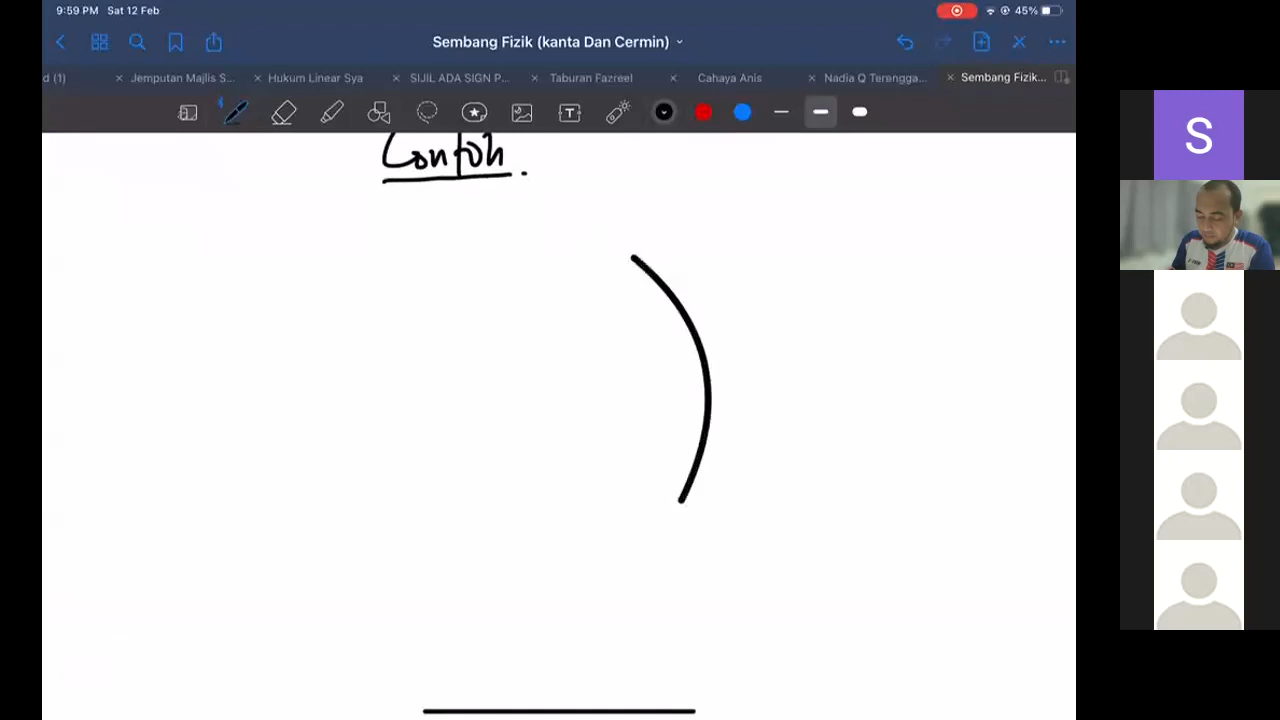 9:59 PM Sat 12 Feb
45%
Sembang Fizik (kanta Dan Cermin)
d (1)
Jemputan Majlis S...
Hukum Linear Sya
SIJIL ADA SIGN P...
Taburan Fazreel
Cahaya Anis
Nadia Q Terengga...
Sembang Fizik...
T
Contoh.
S